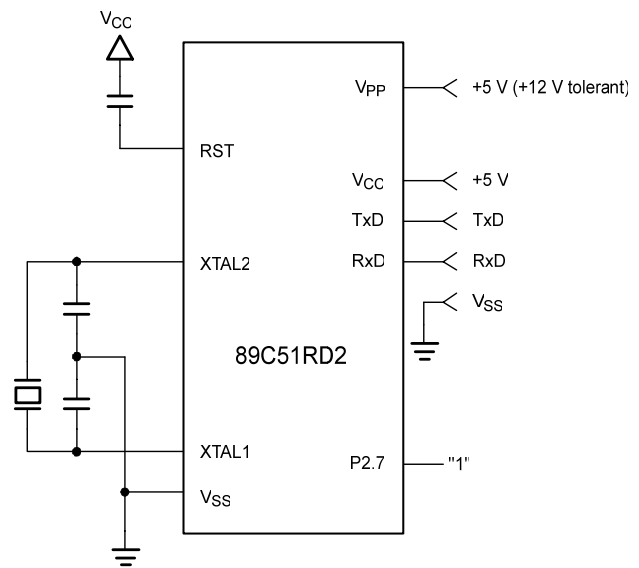 VCC
VPP
+5 V (+12 V tolerant)
RST
VCC
+5 V
TxD
TxD
XTAL2
RxD
RxD
VSS
89C51RD2
XTAL1
P2.7
"1"
VSS